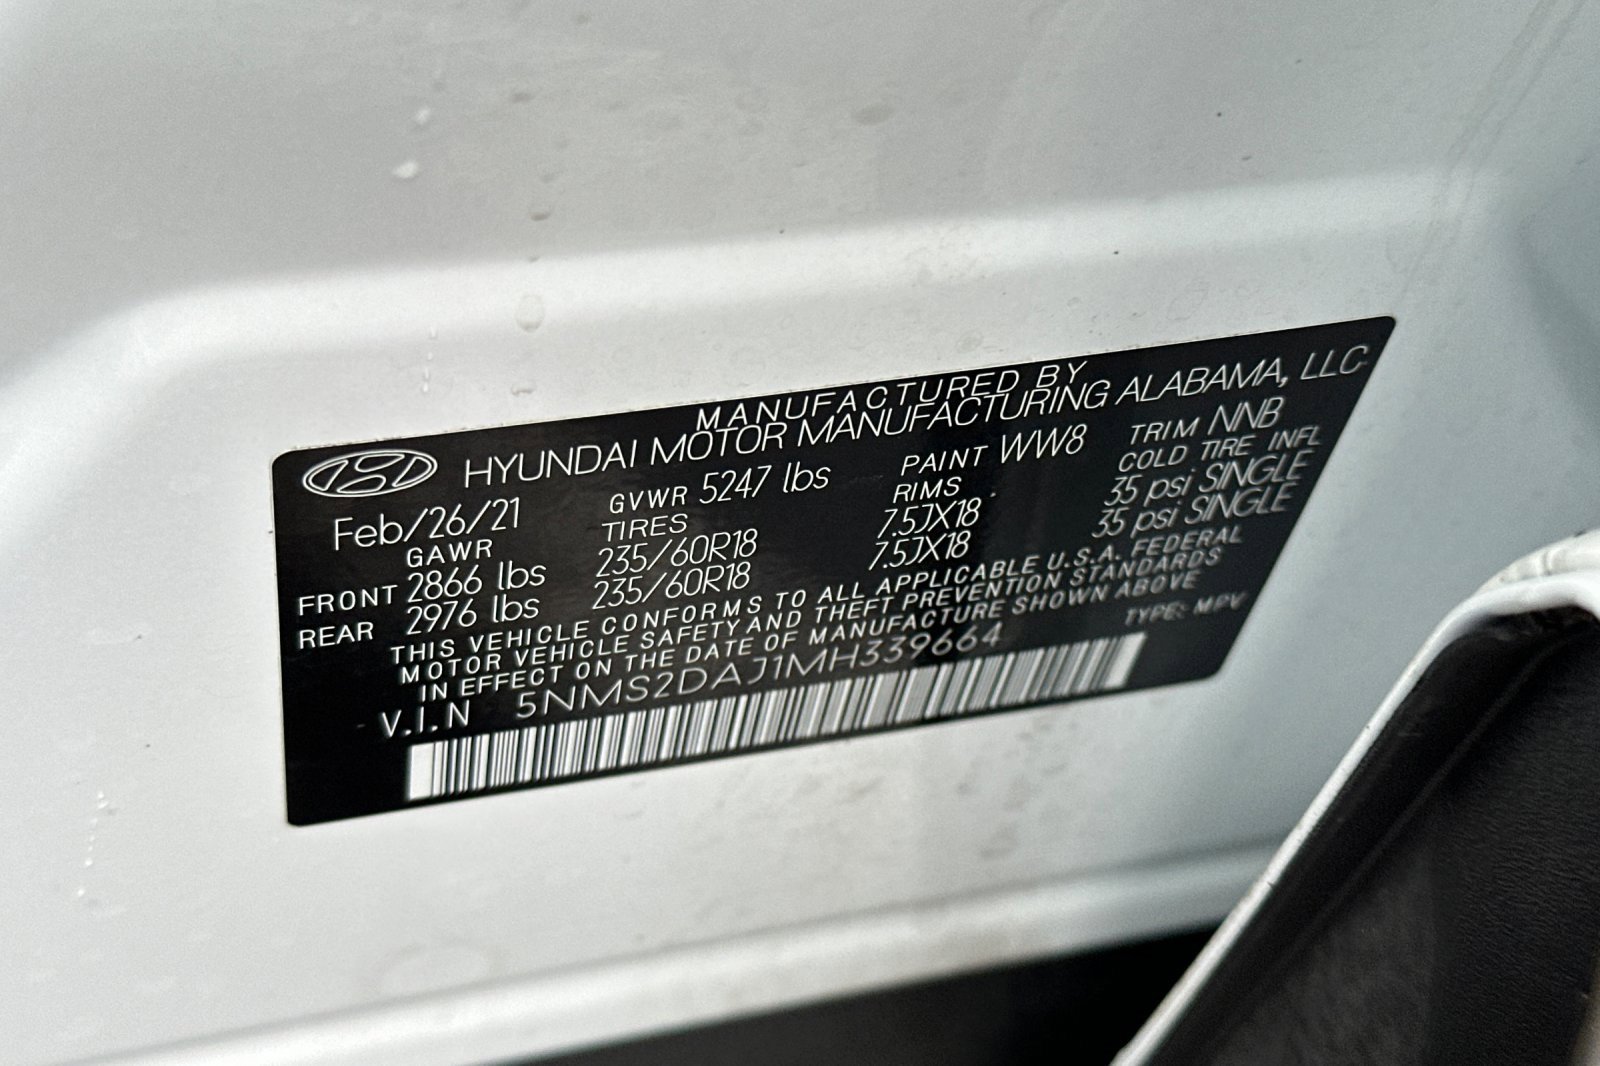 MANUFACTURED BY
HYUNDAI MOTOR MANUFACTURING ALABAMA, LLC
Feb/26/21 GVWR 5247 lbs PAINT WW8 TRIM NNB
GAWR TIRES RIMS COLD TIRE INFL
FRONT 2866 lbs 235/60R18 7.5JX18 35 psi SINGLE
REAR 2976 lbs 235/60R18 7.5JX18 35 psi SINGLE
THIS VEHICLE CONFORMS TO ALL APPLICABLE U.S.A. FEDERAL
MOTOR VEHICLE SAFETY AND THEFT PREVENTION STANDARDS
IN EFFECT ON THE DATE OF MANUFACTURE SHOWN ABOVE
V.I.N 5NMS2DAJ1MH339664 TYPE: MPV